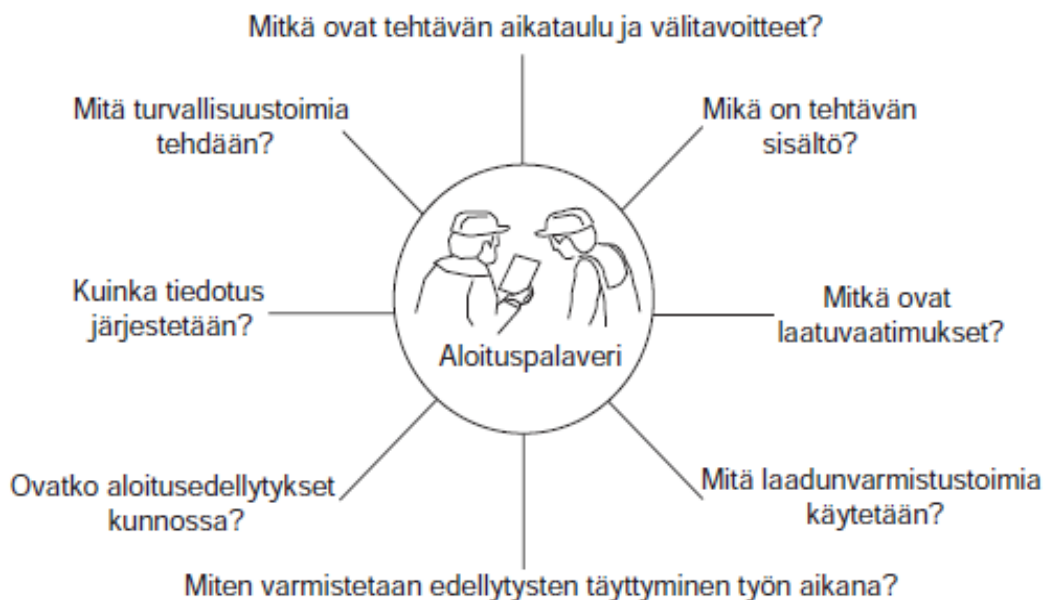 Mitkä ovat tehtävän aikataulu ja välitavoitteet?
Mitä turvallisuustoimia
tehdään?
Mikä on tehtävän
sisältö?
Kuinka tiedotus
järjestetään?
Aloituspalaveri
Mitkä ovat
laatuvaatimukset?
Ovatko aloitusedellytykset
kunnossa?
Mitä laadunvarmistustoimia
käytetään?
Miten varmistetaan edellytysten täyttyminen työn aikana?